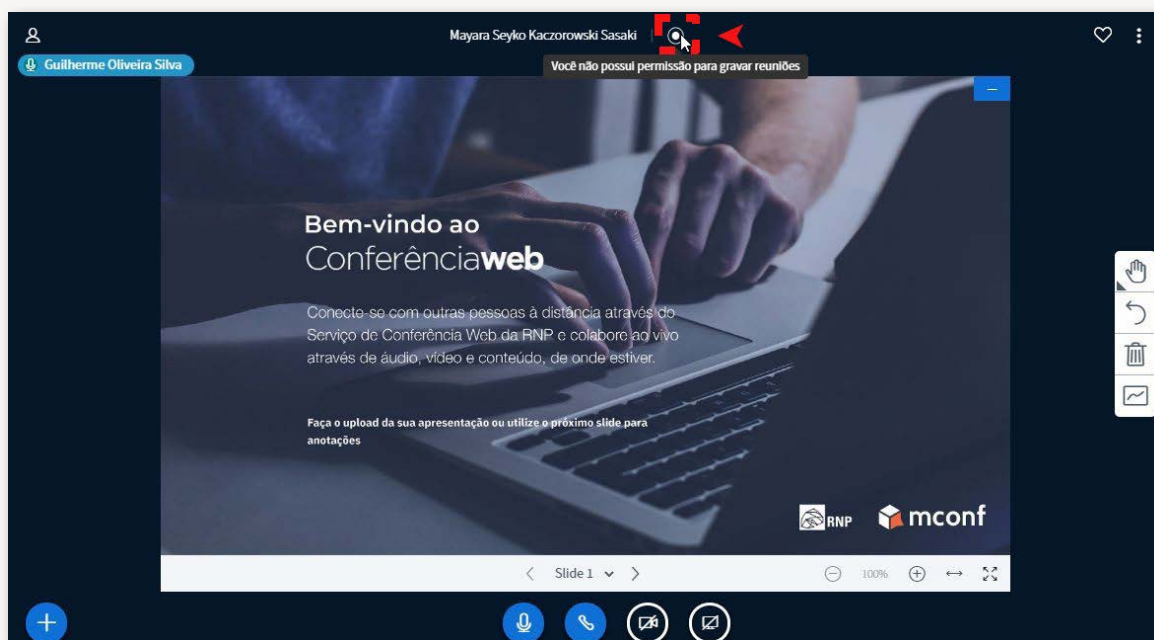 Mayara Seyko Kaczorowski Sasaki
Guilherme Oliveira Silva
Você não possui permissão para gravar reuniões
Bem-vindo ao
Conferênciaweb
Conecte-se com outras pessoas à distância através do
Serviço de Conferência Web da RNP e colabore ao vivo
através de áudio, vídeo e conteúdo, de onde estiver.
Faça o upload da sua apresentação ou utilize o próximo slide para
anotações
RNP
mconf
Slide 1
100%